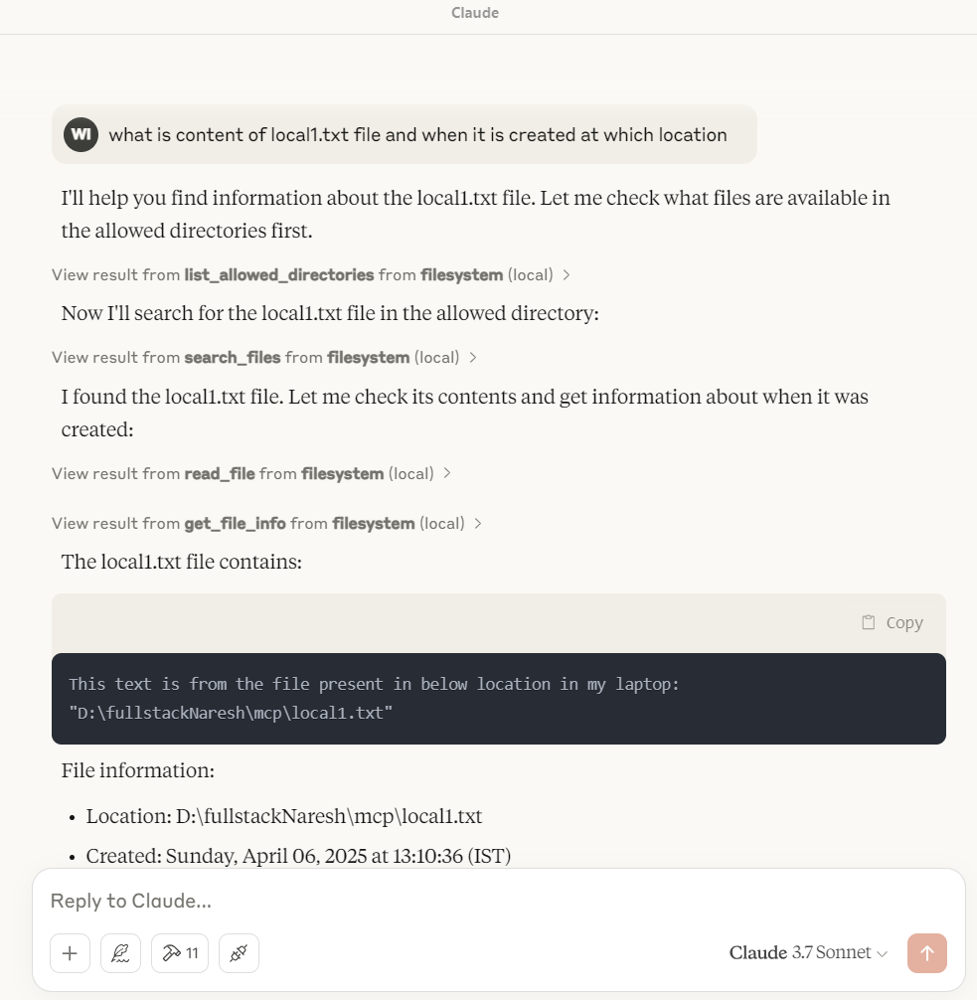 Claude
WI what is content of local1.txt file and when it is created at which location
I'll help you find information about the local1.txt file. Let me check what files are available in
the allowed directories first.
View result from list_allowed_directories from filesystem (local)
Now I'll search for the local1.txt file in the allowed directory:
View result from search_files from filesystem (local)
I found the local1.txt file. Let me check its contents and get information about when it was
created:
View result from read_file from filesystem (local)
View result from get_file_info from filesystem (local)
The local1.txt file contains:
Copy
This text is from the file present in below location in my laptop:
"D:\fullstackNaresh\mcp\local1.txt"
File information:
• Location: D:\fullstackNaresh\mcp\local1.txt
• Created: Sunday, April 06, 2025 at 13:10:36 (IST)
Reply to Claude...
11
Claude 3.7 Sonnet